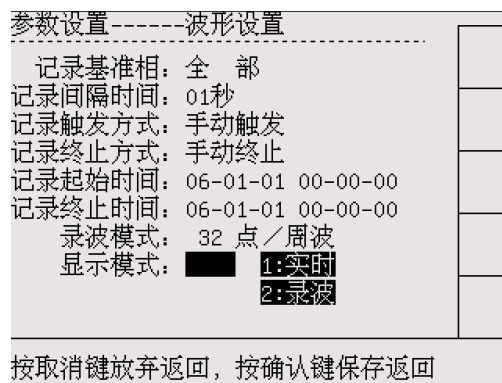 参数设置------波形设置
记录基准相：全 部
记录间隔时间：01秒
记录触发方式：手动触发
记录终止方式：手动终止
记录起始时间：06-01-01 00-00-00
记录终止时间：06-01-01 00-00-00
录波模式： 32 点／周波
显示模式： 1:实时
2:录波
按取消键放弃返回，按确认键保存返回